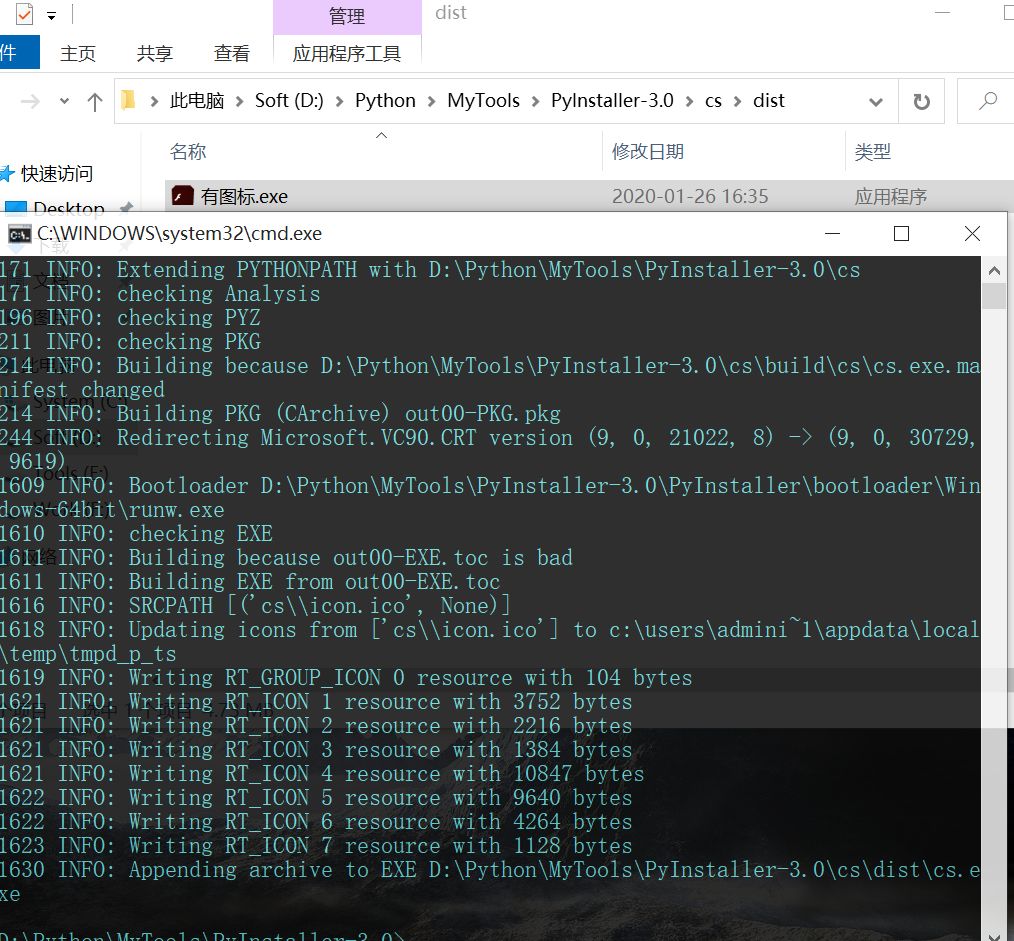 管理
dist
件
主页
共享
查看
应用程序工具
此电脑
Soft (D:)
Python
MyTools
PyInstaller-3.0
cs
dist
名称
修改日期
类型
快速访问
有图标.exe
2020-01-26 16:35
应用程序
Desktop
C:\WINDOWS\system32\cmd.exe
171 INFO: Extending PYTHONPATH with D:\Python\MyTools\PyInstaller-3.0\cs
171 INFO: checking Analysis
196 INFO: checking PYZ
211 INFO: checking PKG
214 INFO: Building because D:\Python\MyTools\PyInstaller-3.0\cs\build\cs\cs.exe.ma
nifest changed
214 INFO: Building PKG (CArchive) out00-PKG.pkg
244 INFO: Redirecting Microsoft.VC90.CRT version (9, 0, 21022, 8) -> (9, 0, 30729,
9619)
1609 INFO: Bootloader D:\Python\MyTools\PyInstaller-3.0\PyInstaller\bootloader\Win
dows-64bit\runw.exe
1610 INFO: checking EXE
1611 INFO: Building because out00-EXE.toc is bad
1611 INFO: Building EXE from out00-EXE.toc
1616 INFO: SRCPATH [('cs\\icon.ico', None)]
1618 INFO: Updating icons from ['cs\\icon.ico'] to c:\users\admini~1\appdata\local
\temp\tmpd_p_ts
1619 INFO: Writing RT_GROUP_ICON 0 resource with 104 bytes
1621 INFO: Writing RT_ICON 1 resource with 3752 bytes
1621 INFO: Writing RT_ICON 2 resource with 2216 bytes
1621 INFO: Writing RT_ICON 3 resource with 1384 bytes
1621 INFO: Writing RT_ICON 4 resource with 10847 bytes
1622 INFO: Writing RT_ICON 5 resource with 9640 bytes
1622 INFO: Writing RT_ICON 6 resource with 4264 bytes
1623 INFO: Writing RT_ICON 7 resource with 1128 bytes
1630 INFO: Appending archive to EXE D:\Python\MyTools\PyInstaller-3.0\cs\dist\cs.e
xe
D:\Python\MyTools\PyInstaller-3.0>